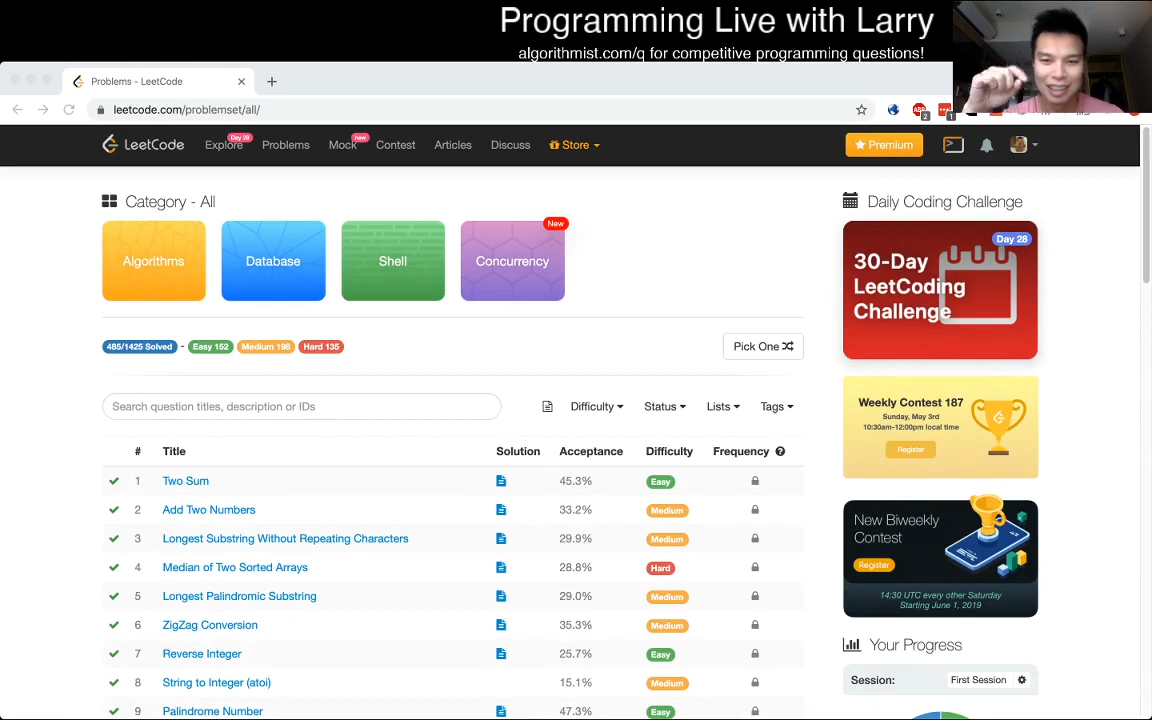 Programming Live with Larry
algorithmist.com/q for competitive programming questions!
Problems - LeetCode
leetcode.com/problemset/all/
ABP
2
1
LeetCode
Explore
Day 28
Problems
Mock
new
Contest
Articles
Discuss
Store
Premium
Category - All
Algorithms
Database
Shell
Concurrency
New
485/1425 Solved - Easy 152 Medium 198 Hard 135
Pick One
Search question titles, description or IDs
Difficulty
Status
Lists
Tags
# Title Solution Acceptance Difficulty Frequency
1 Two Sum 45.3% Easy
2 Add Two Numbers 33.2% Medium
3 Longest Substring Without Repeating Characters 29.9% Medium
4 Median of Two Sorted Arrays 28.8% Hard
5 Longest Palindromic Substring 29.0% Medium
6 ZigZag Conversion 35.3% Medium
7 Reverse Integer 25.7% Easy
8 String to Integer (atoi) 15.1% Medium
9 Palindrome Number 47.3% Easy
Daily Coding Challenge
Day 28
30-Day
LeetCoding
Challenge
Weekly Contest 187
Sunday, May 3rd
10:30am-12:00pm local time
Register
New Biweekly
Contest
Register
14:30 UTC every other Saturday
Starting June 1, 2019
Your Progress
Session: First Session